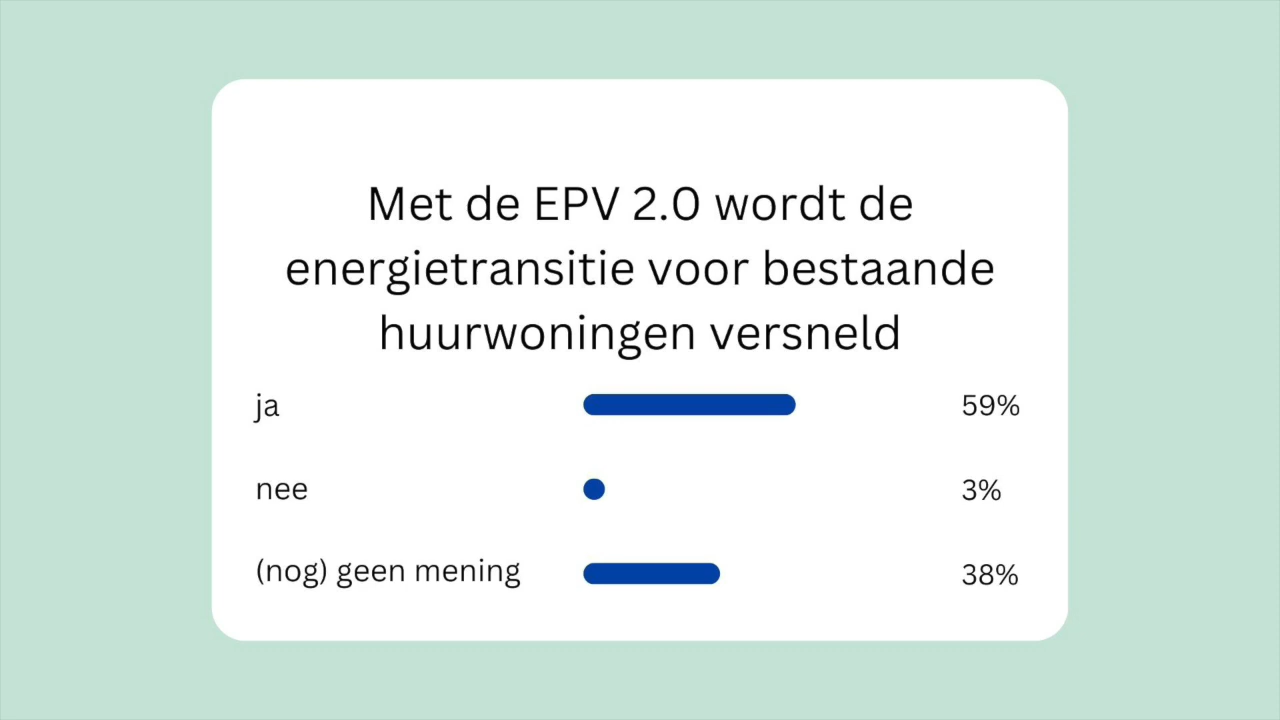 Met de EPV 2.0 wordt de
energietransitie voor bestaande
huurwoningen versneld
ja 59%
nee 3%
(nog) geen mening 38%